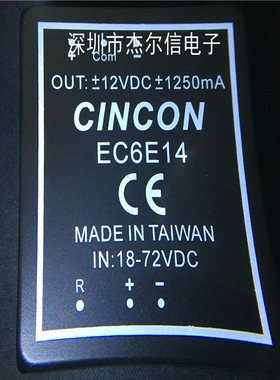 深圳市杰尔信电子
+ Com −
OUT: ±12VDC ±1250mA
CINCON
EC6E14
CE
MADE IN TAIWAN
IN:18-72VDC
R + −